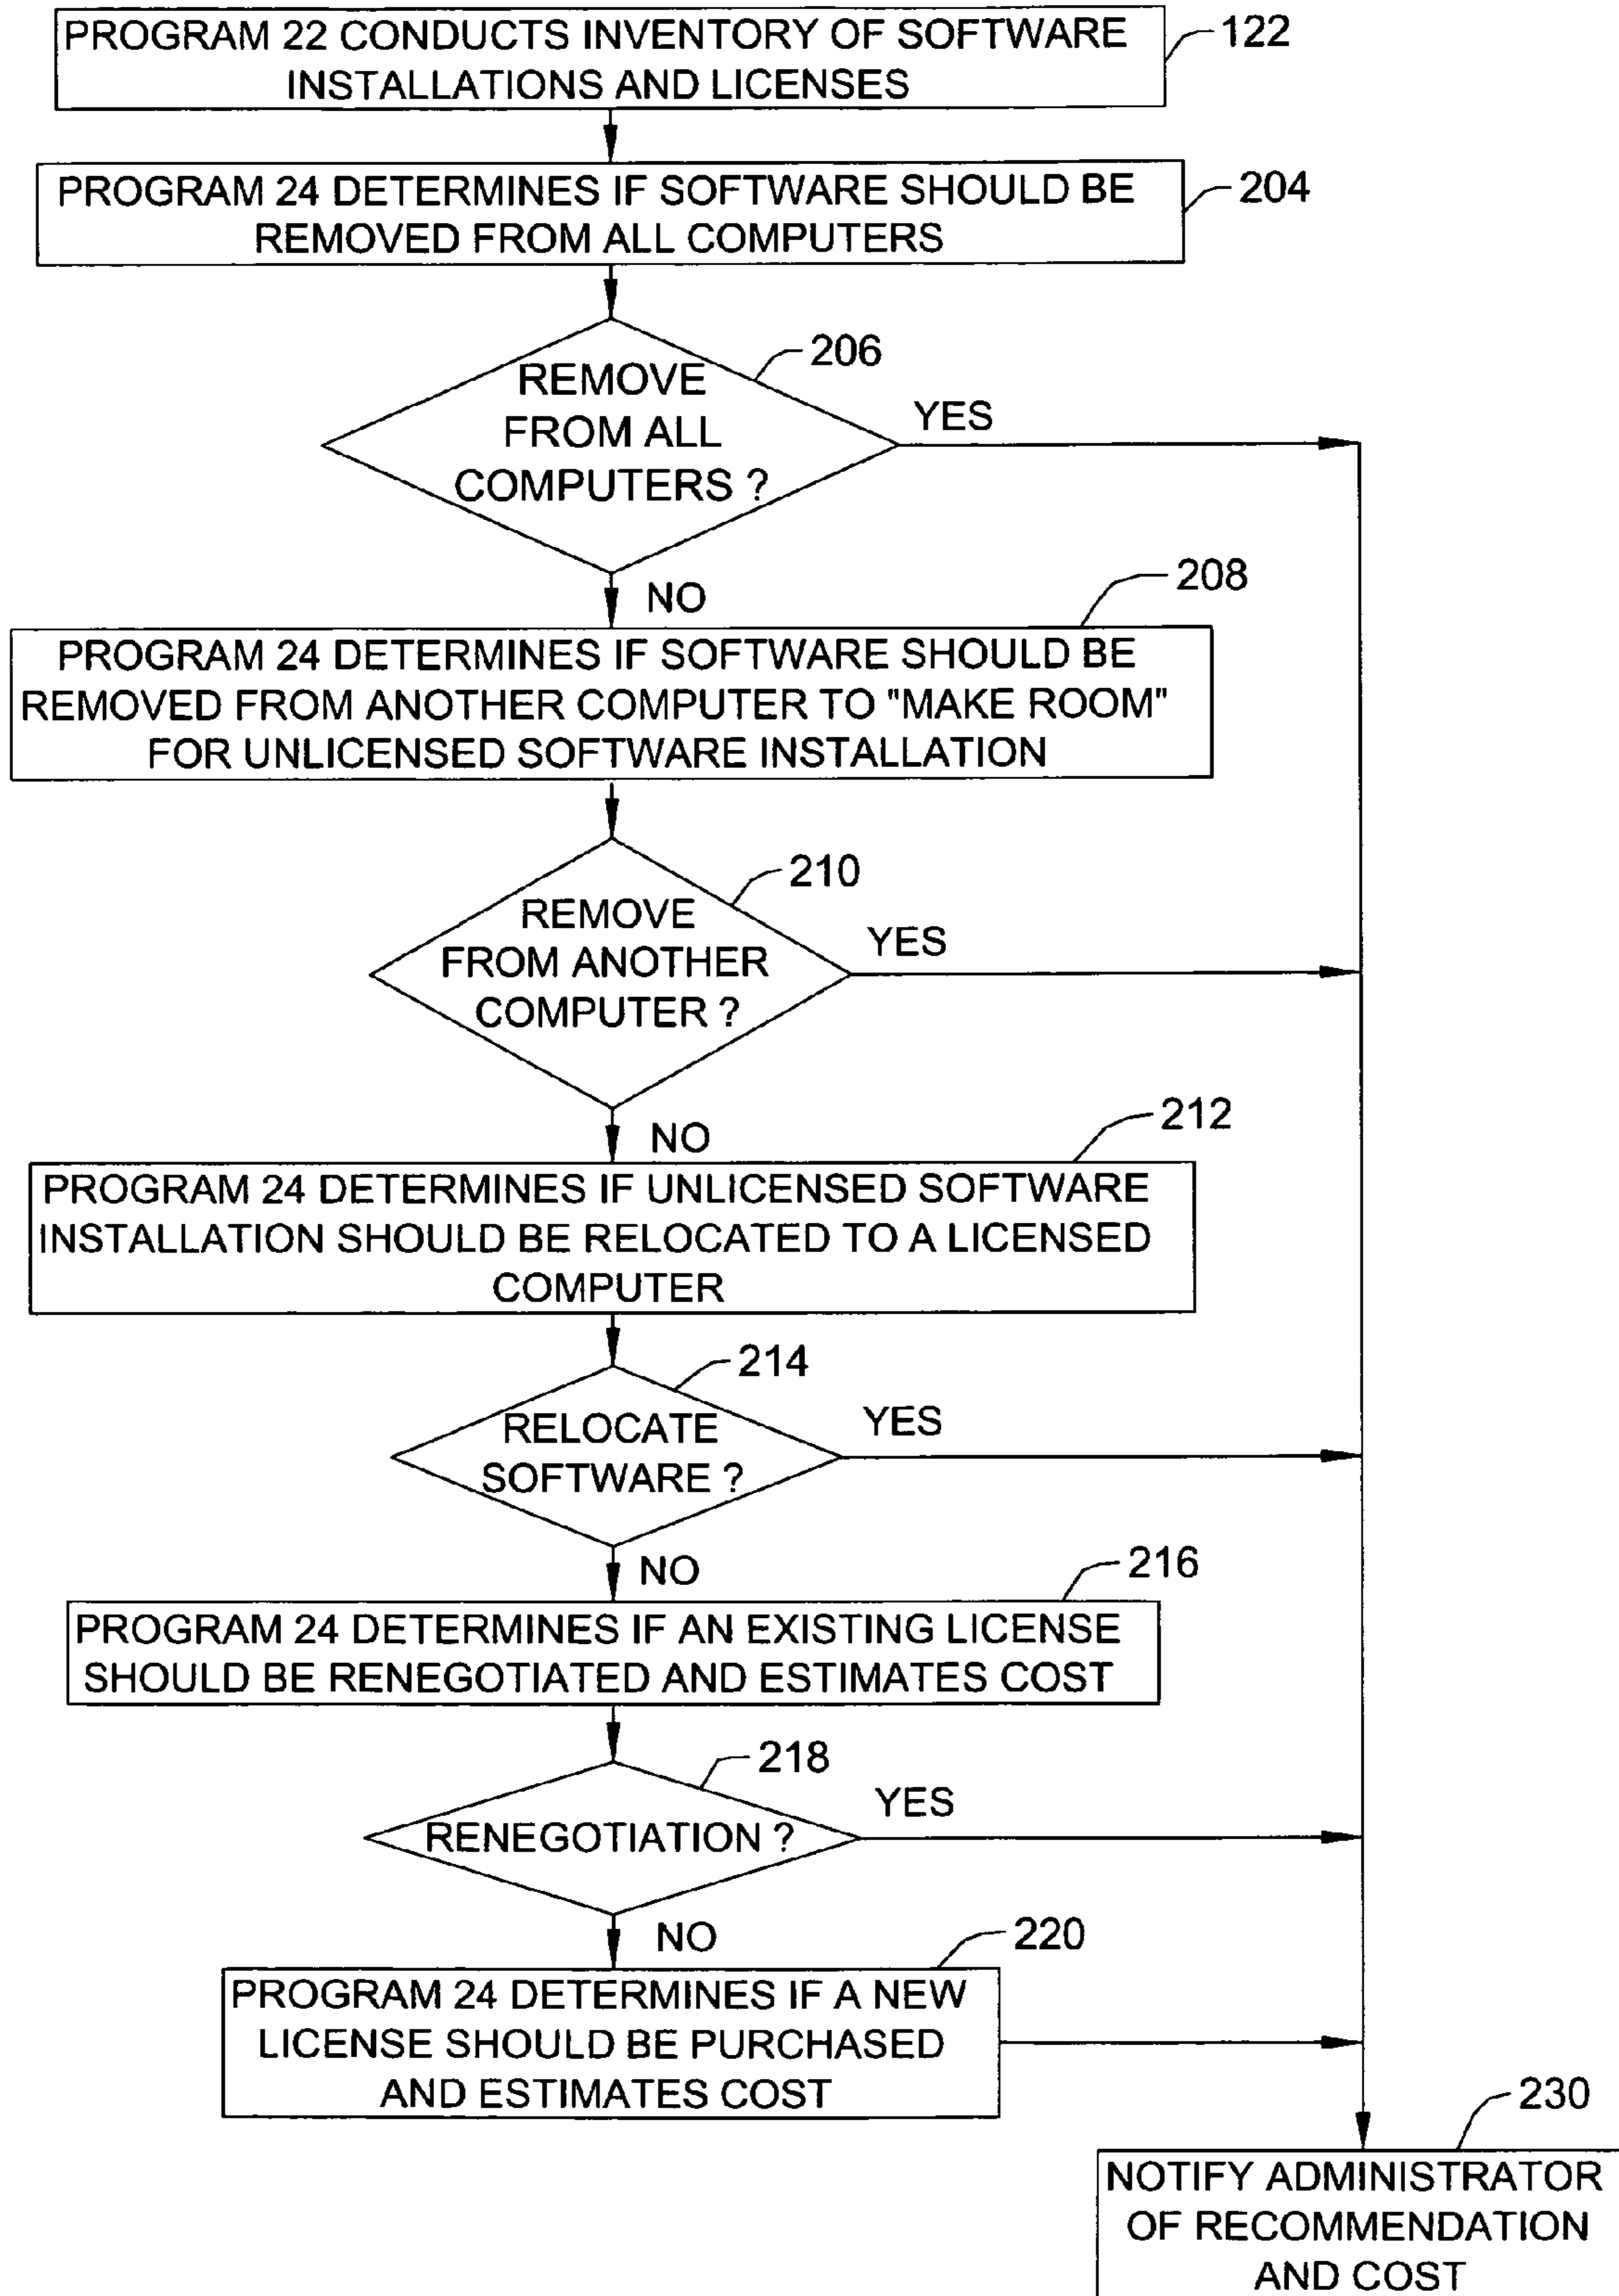 PROGRAM 22 CONDUCTS INVENTORY OF SOFTWARE
INSTALLATIONS AND LICENSES
122
PROGRAM 24 DETERMINES IF SOFTWARE SHOULD BE
REMOVED FROM ALL COMPUTERS
204
REMOVE
FROM ALL
COMPUTERS ?
206
YES
NO
208
PROGRAM 24 DETERMINES IF SOFTWARE SHOULD BE
REMOVED FROM ANOTHER COMPUTER TO "MAKE ROOM"
FOR UNLICENSED SOFTWARE INSTALLATION
210
REMOVE
FROM ANOTHER
COMPUTER ?
YES
NO
212
PROGRAM 24 DETERMINES IF UNLICENSED SOFTWARE
INSTALLATION SHOULD BE RELOCATED TO A LICENSED
COMPUTER
214
RELOCATE
SOFTWARE ?
YES
NO
216
PROGRAM 24 DETERMINES IF AN EXISTING LICENSE
SHOULD BE RENEGOTIATED AND ESTIMATES COST
218
RENEGOTIATION ?
YES
NO
220
PROGRAM 24 DETERMINES IF A NEW
LICENSE SHOULD BE PURCHASED
AND ESTIMATES COST
230
NOTIFY ADMINISTRATOR
OF RECOMMENDATION
AND COST